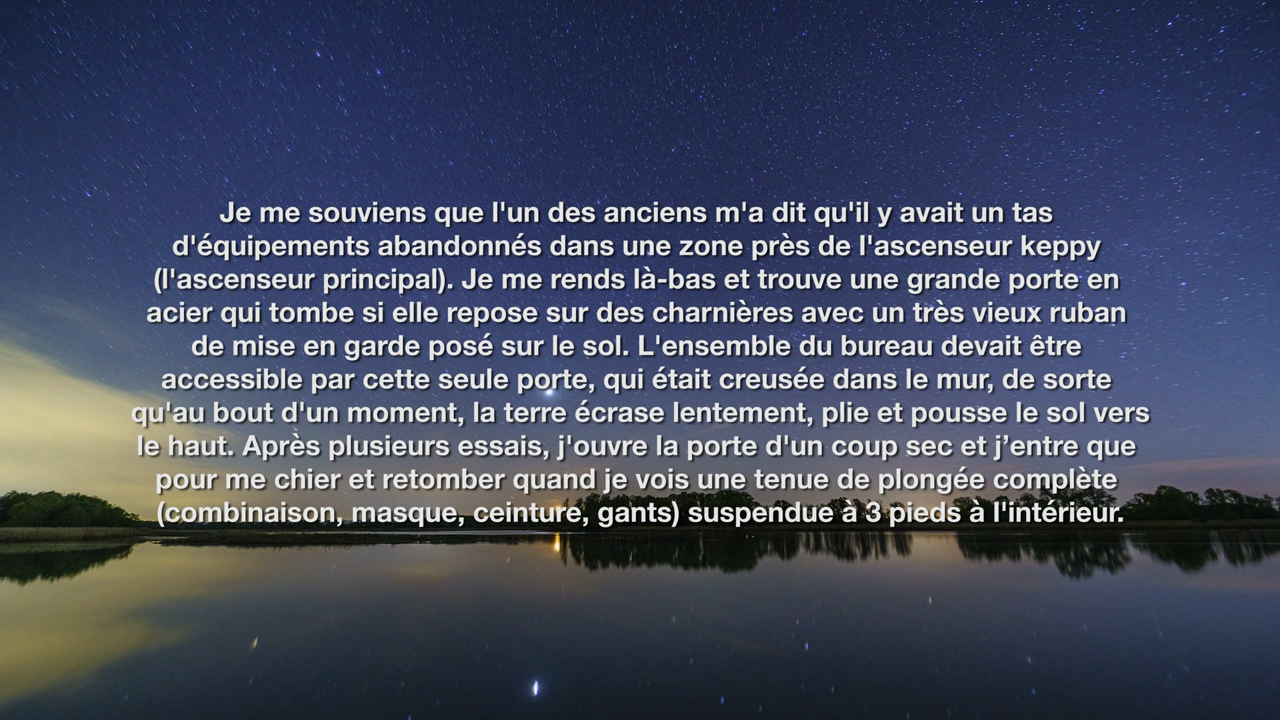 Je me souviens que l'un des anciens m'a dit qu'il y avait un tas
d'équipements abandonnés dans une zone près de l'ascenseur keppy
(l'ascenseur principal). Je me rends là-bas et trouve une grande porte en
acier qui tombe si elle repose sur des charnières avec un très vieux ruban
de mise en garde posé sur le sol. L'ensemble du bureau devait être
accessible par cette seule porte, qui était creusée dans le mur, de sorte
qu'au bout d'un moment, la terre écrase lentement, plie et pousse le sol vers
le haut. Après plusieurs essais, j'ouvre la porte d'un coup sec et j’entre que
pour me chier et retomber quand je vois une tenue de plongée complète
(combinaison, masque, ceinture, gants) suspendue à 3 pieds à l'intérieur.